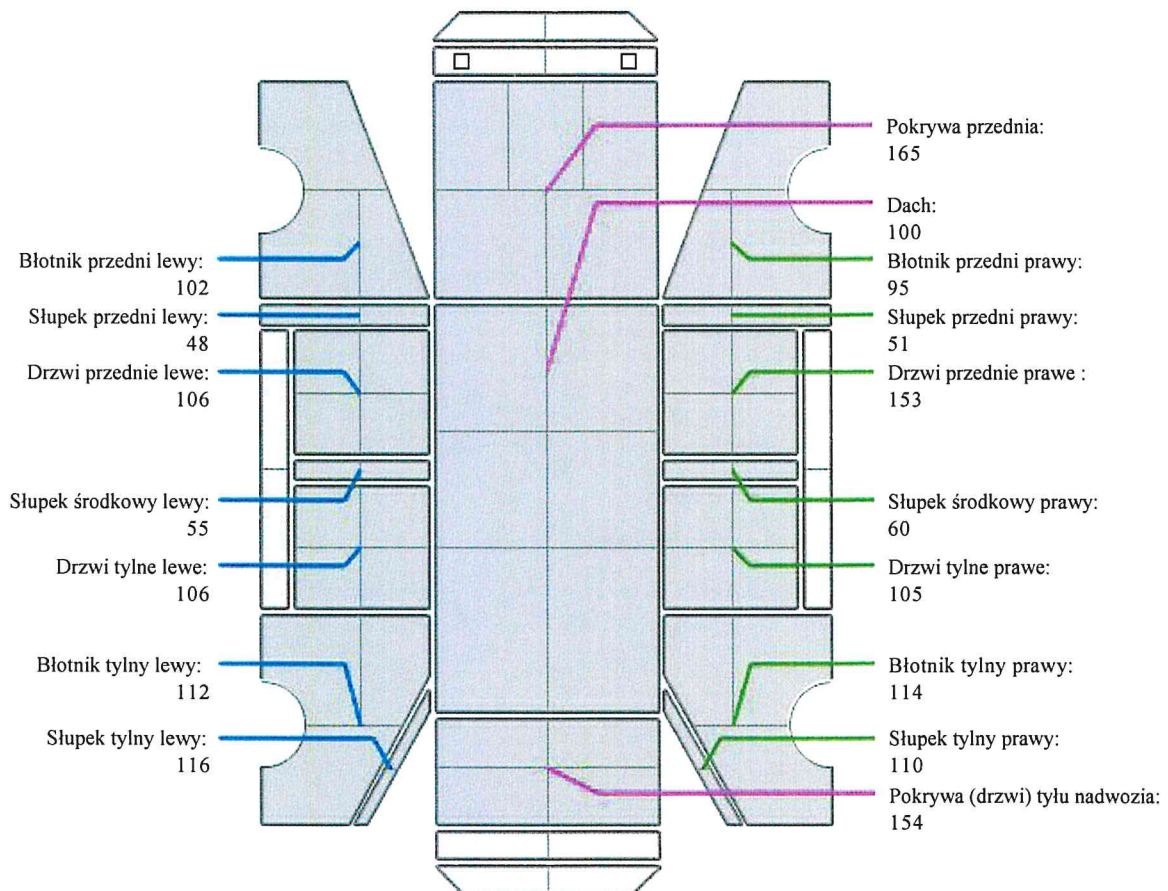 Błotnik przedni lewy:
102
Słupek przedni lewy:
48
Drzwi przednie lewe:
106
Słupek środkowy lewy:
55
Drzwi tylne lewe:
106
Błotnik tylny lewy:
112
Słupek tylny lewy:
116
Pokrywa przednia:
165
Dach:
100
Błotnik przedni prawy:
95
Słupek przedni prawy:
51
Drzwi przednie prawe :
153
Słupek środkowy prawy:
60
Drzwi tylne prawe:
105
Błotnik tylny prawy:
114
Słupek tylny prawy:
110
Pokrywa (drzwi) tyłu nadwozia:
154